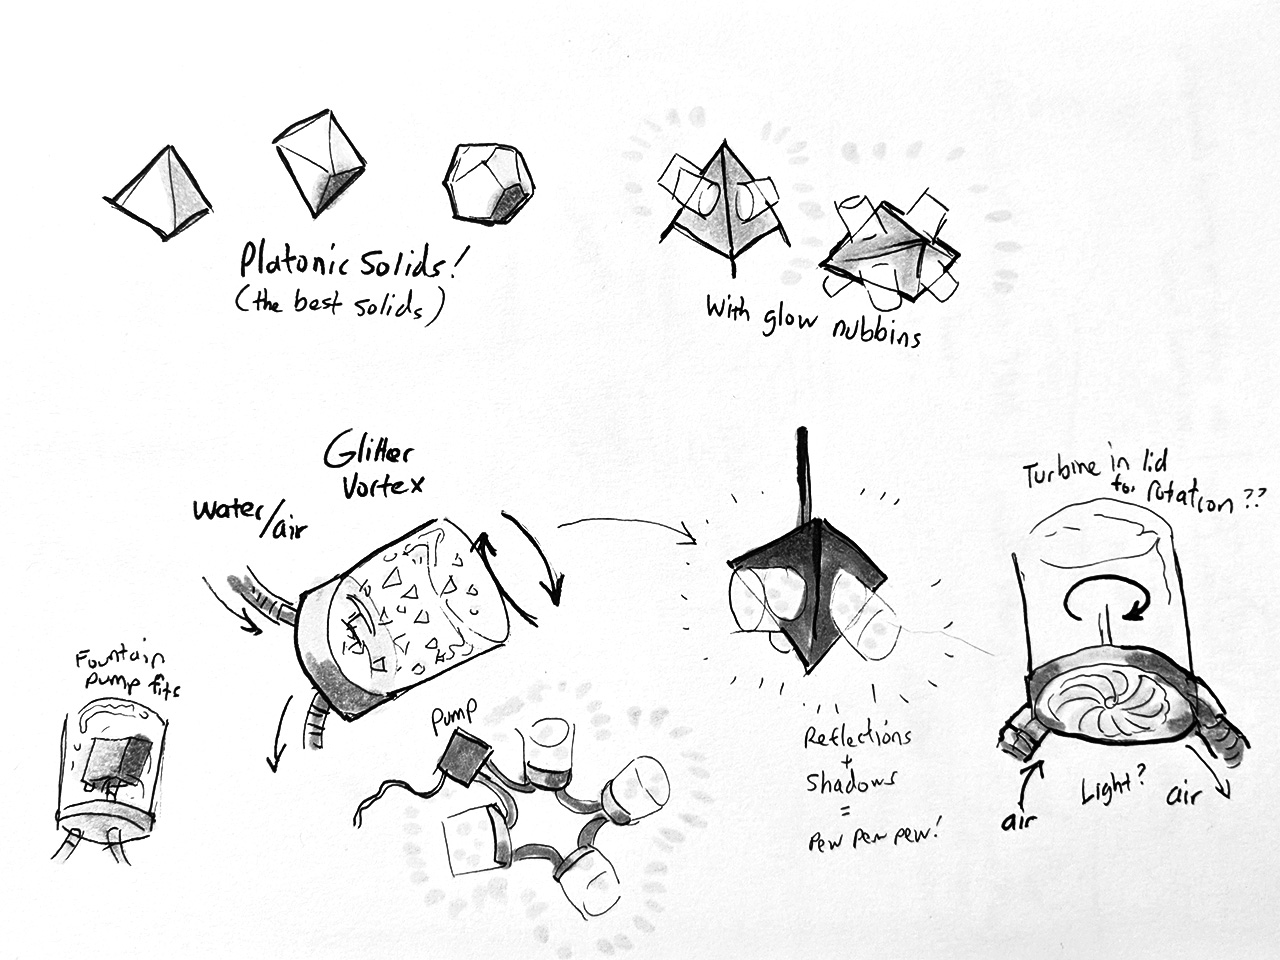 Platonic Solids!
(the best solids)
With glow nubbins
Glitter
Vortex
Water/air
Fountain
pump fits
Pump
Reflections
+
Shadows
=
pew pew pew!
Turbine in lid
for rotation??
air
Light?
air